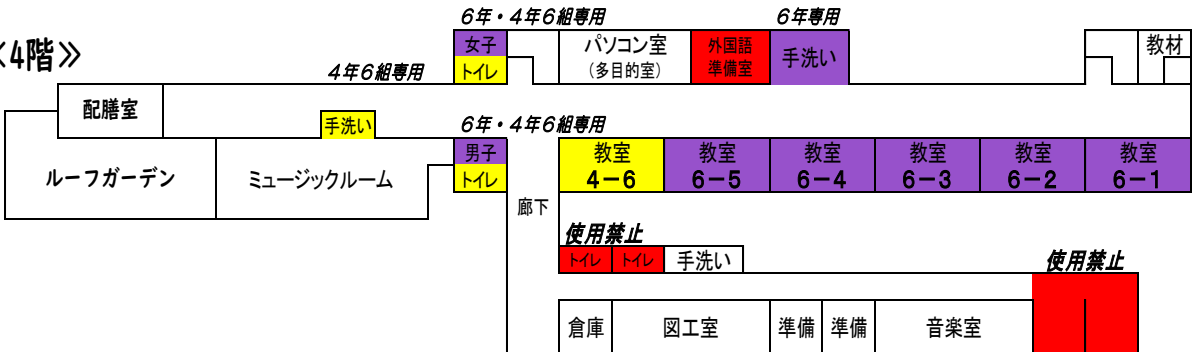 6年・4年6組専用
6年専用
≪4階≫
女子
トイレ
パソコン室
(多目的室)
外国語
準備室
手洗い
教材
4年6組専用
配膳室
手洗い
6年・4年6組専用
ルーフガーデン
ミュージックルーム
男子
トイレ
教室
4-6
教室
6-5
教室
6-4
教室
6-3
教室
6-2
教室
6-1
廊下
使用禁止
トイレ
トイレ
手洗い
使用禁止
倉庫
図工室
準備
準備
音楽室